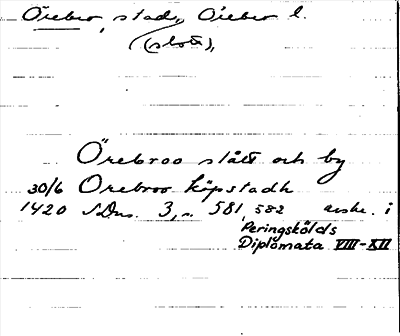 Örebro, stad, Örebro l.
(slott),
Örebroo slått och by
30/6 Örebroo köpstadh
1420 SDns. 3, s. 581, 582 avskr. i
Peringskölds
Diplomata VIII-XII